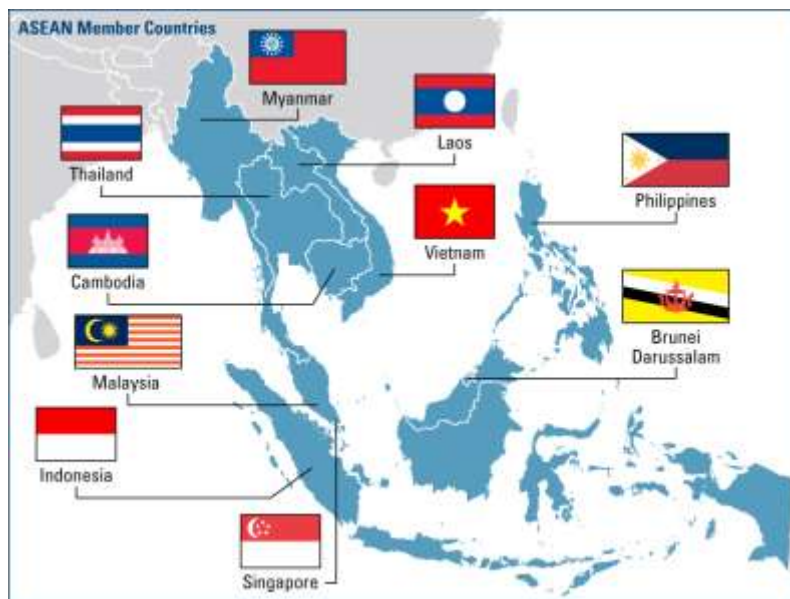 ASEAN Member Countries
Myanmar
Laos
Thailand
Philippines
Vietnam
Cambodia
Brunei
Darussalam
Malaysia
Indonesia
Singapore